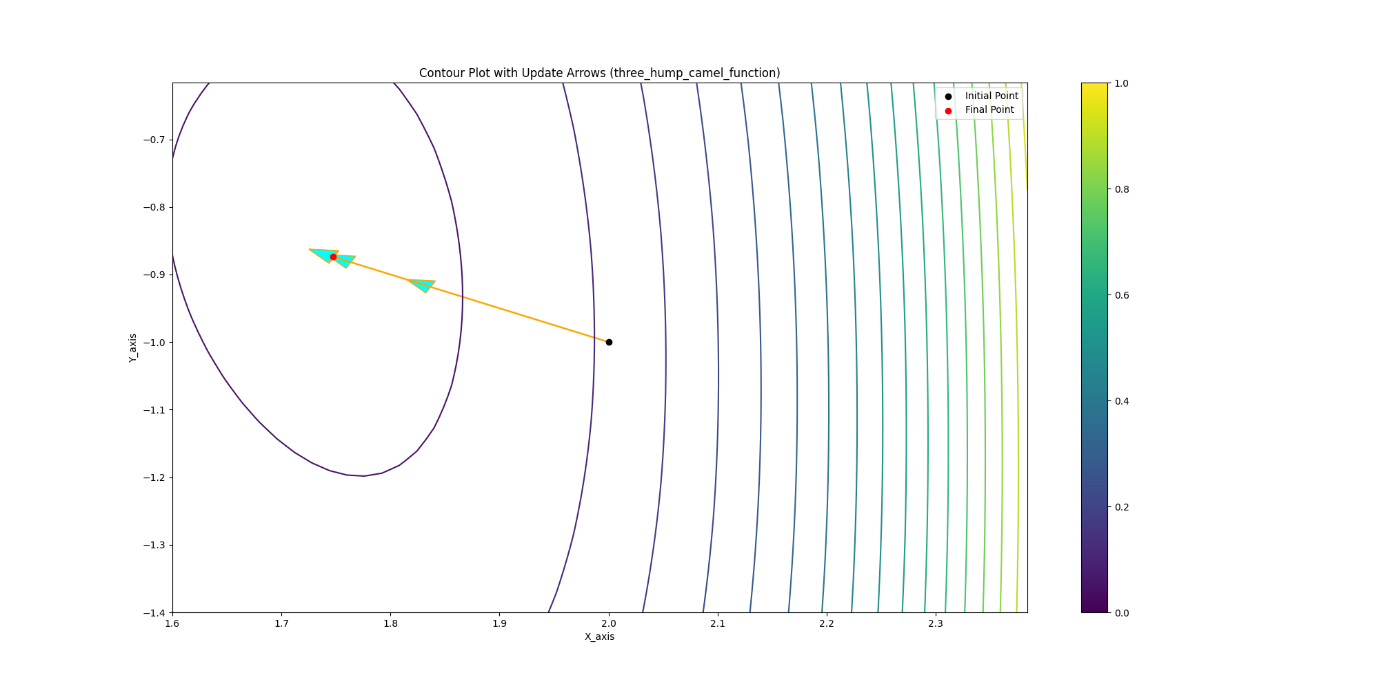 Contour Plot with Update Arrows (three_hump_camel_function)
Initial Point
Final Point
1.0
0.8
0.6
0.4
0.2
0.0
Y_axis
−0.7
−0.8
−0.9
−1.0
−1.1
−1.2
−1.3
−1.4
1.6 1.7 1.8 1.9 2.0 2.1 2.2 2.3
X_axis